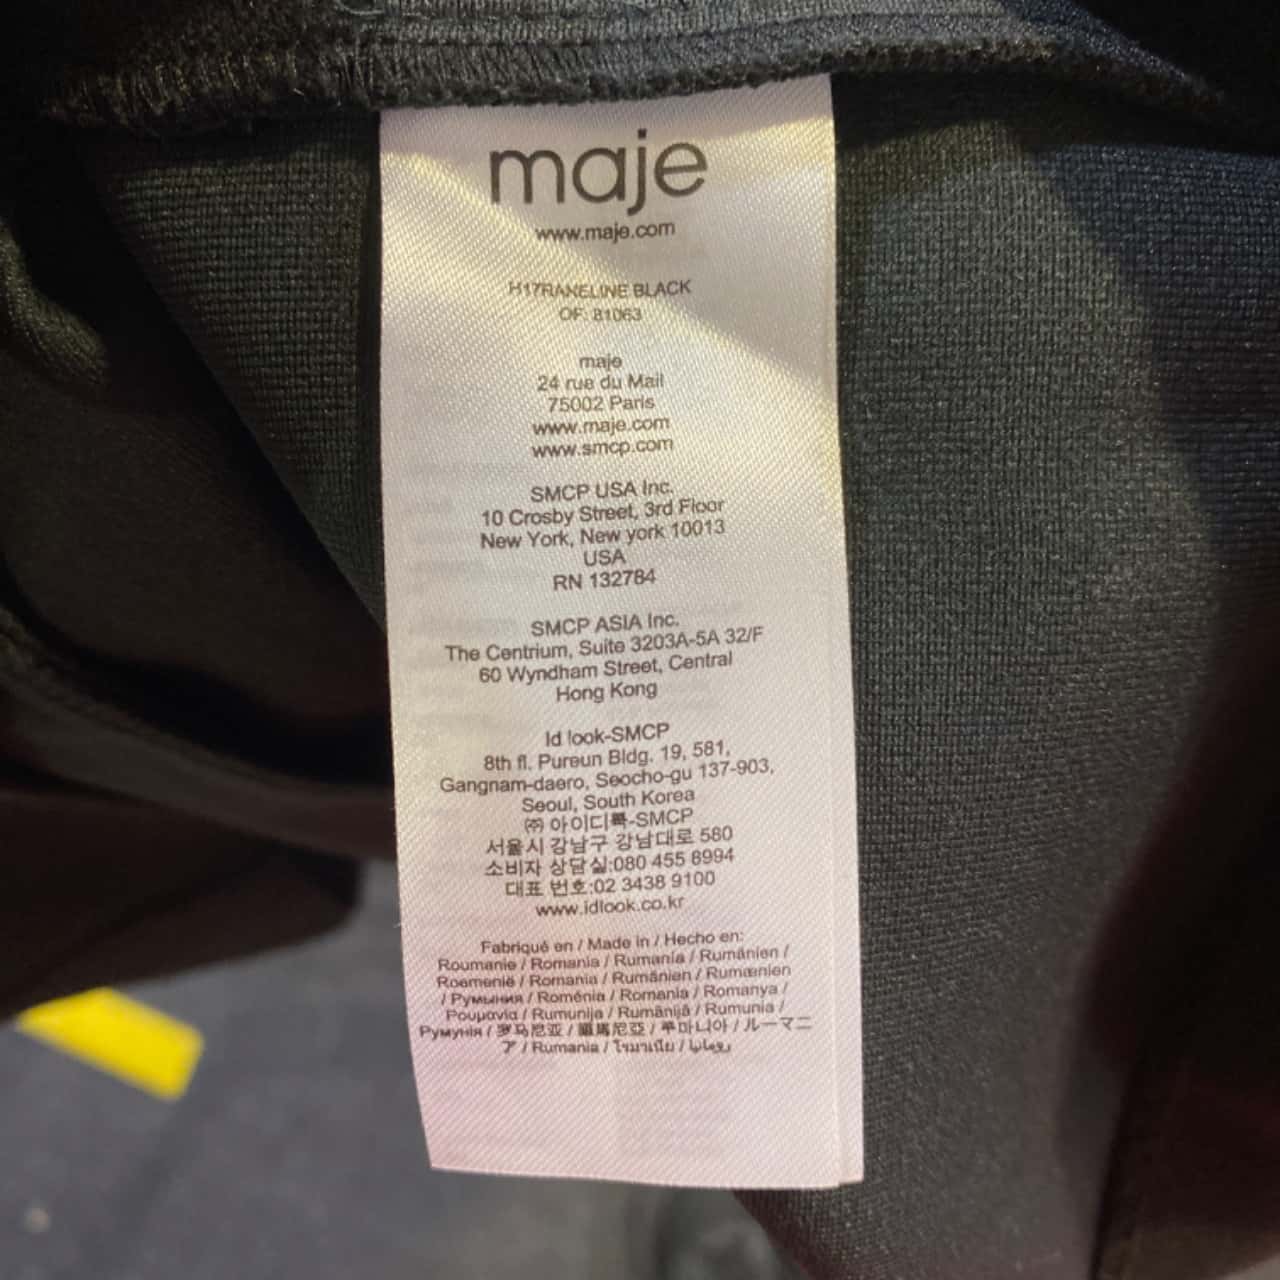 maje
www.maje.com
H17RANELINE BLACK
OF: 81063
maje
24 rue du Mail
75002 Paris
www.maje.com
www.smcp.com
SMCP USA Inc.
10 Crosby Street, 3rd Floor
New York, New york 10013
USA
RN 132784
SMCP ASIA Inc.
The Centrium, Suite 3203A-5A 32/F
60 Wyndham Street, Central
Hong Kong
Id look-SMCP
8th fl. Pureun Bldg. 19, 581,
Gangnam-daero, Seocho-gu 137-903,
Seoul, South Korea
㈜ 아이디룩-SMCP
서울시 강남구 강남대로 580
소비자 상담실:080 455 8994
대표 번호:02 3438 9100
www.idlook.co.kr
Fabriqué en / Made in / Hecho en:
Roumanie / Romania / Rumanía / Rumänien /
Roemenië / Romania / Rumänien / Rumænien
/ Румыния / Roménia / Romania / Romanya /
Ρουμανία / Rumunija / Rumānijā / Rumunia /
Румунія / 罗马尼亚 / 羅馬尼亞 / 루마니아 / ルーマニ
ア / Rumania / โรมาเนีย / رومانيا